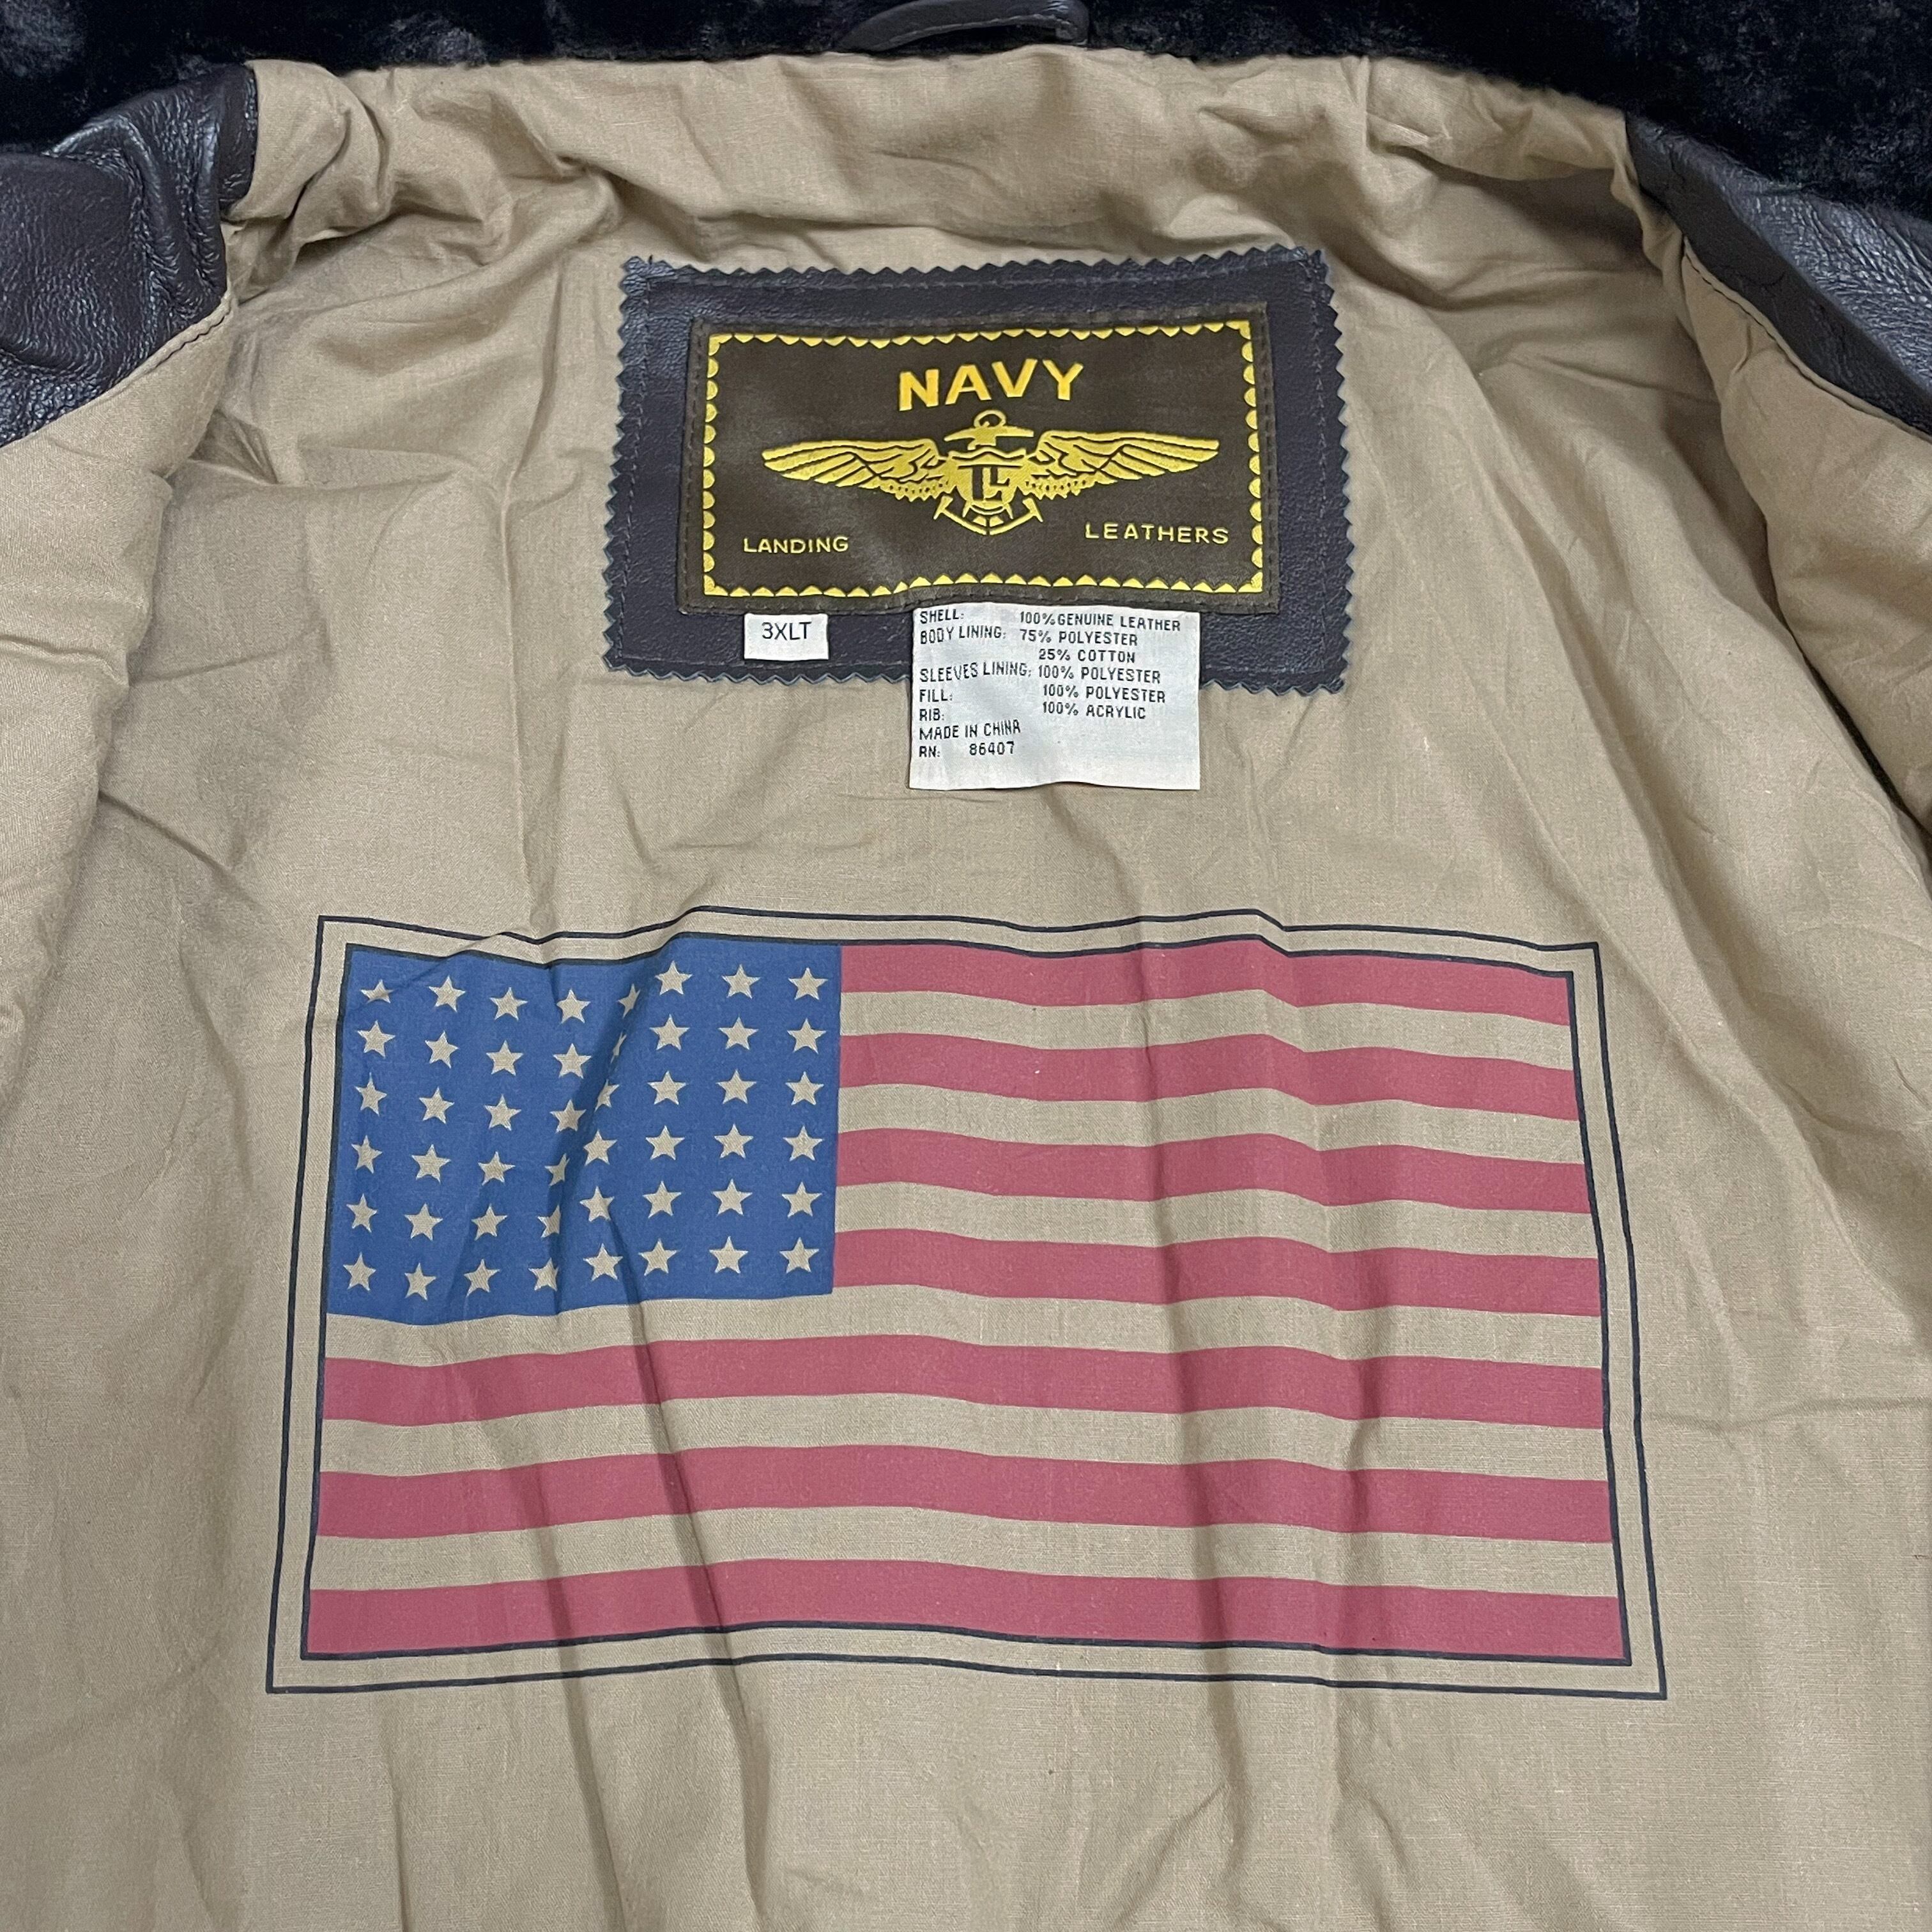 NAVY
LANDING LEATHERS
3XLT
SHELL: 100%GENUINE LEATHER
BODY LINING: 75% POLYESTER
25% COTTON
SLEEVES LINING: 100% POLYESTER
FILL: 100% POLYESTER
RIB: 100% ACRYLIC
MADE IN CHINA
RN: 86407